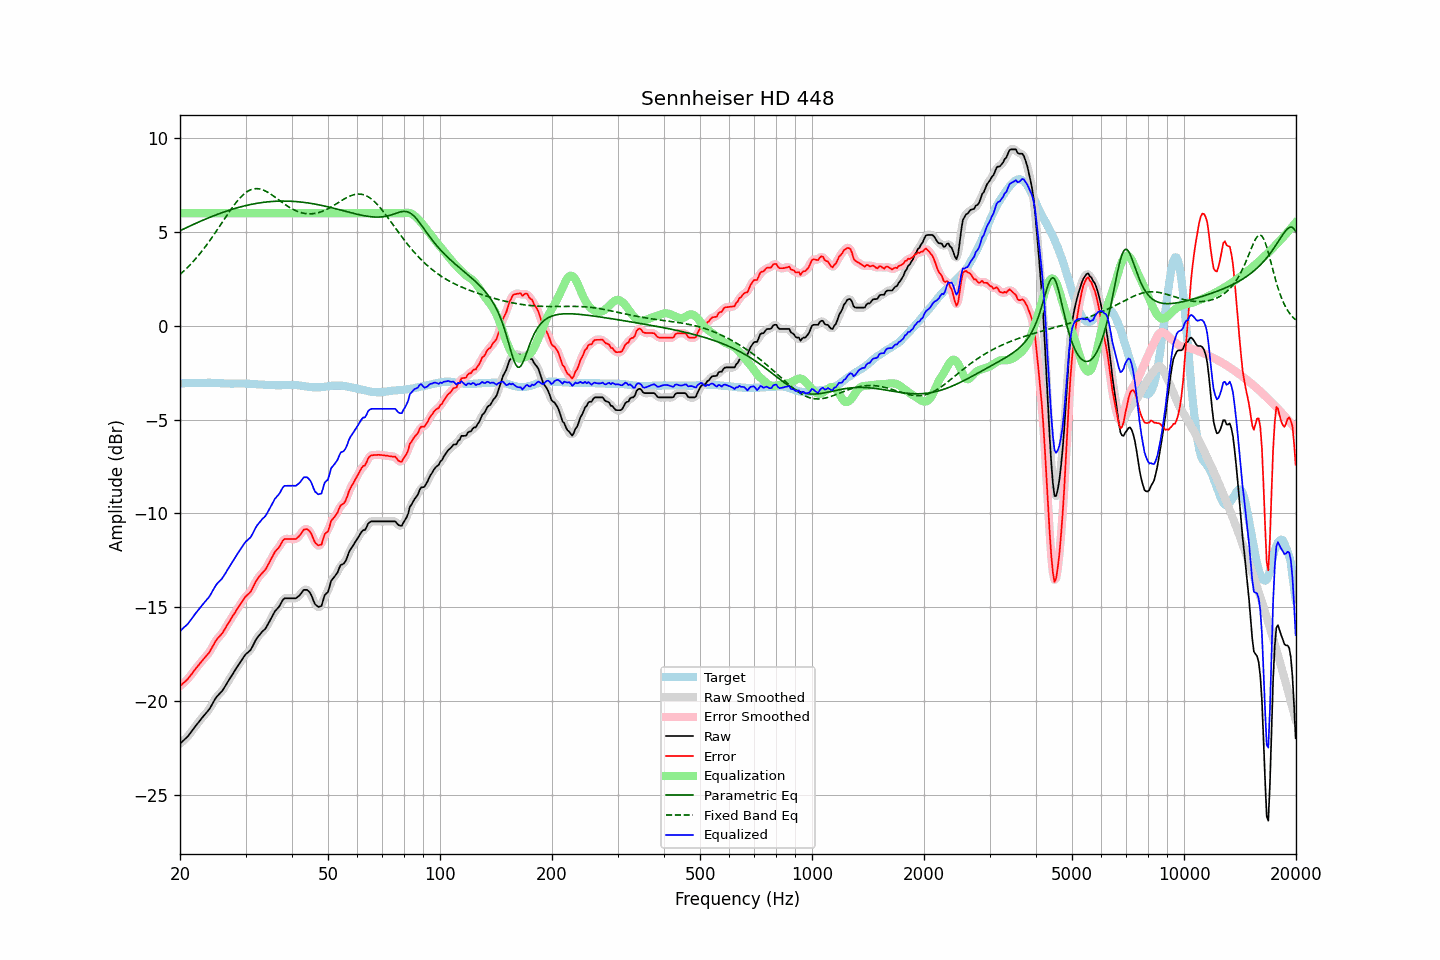 Sennheiser HD 448
Amplitude (dBr)
10
5
0
−5
−10
−15
−20
−25
Target
Raw Smoothed
Error Smoothed
Raw
Error
Equalization
Parametric Eq
Fixed Band Eq
Equalized
20 50 100 200 500 1000 2000 5000 10000 20000
Frequency (Hz)